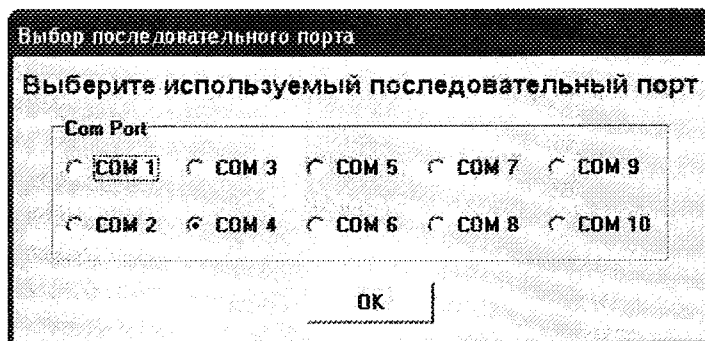 Выбор последовательного порта
Выберите используемый последовательный порт
Com Port
COM 1 COM 3 COM 5 COM 7 COM 9
COM 2 COM 4 COM 6 COM 8 COM 10
OK